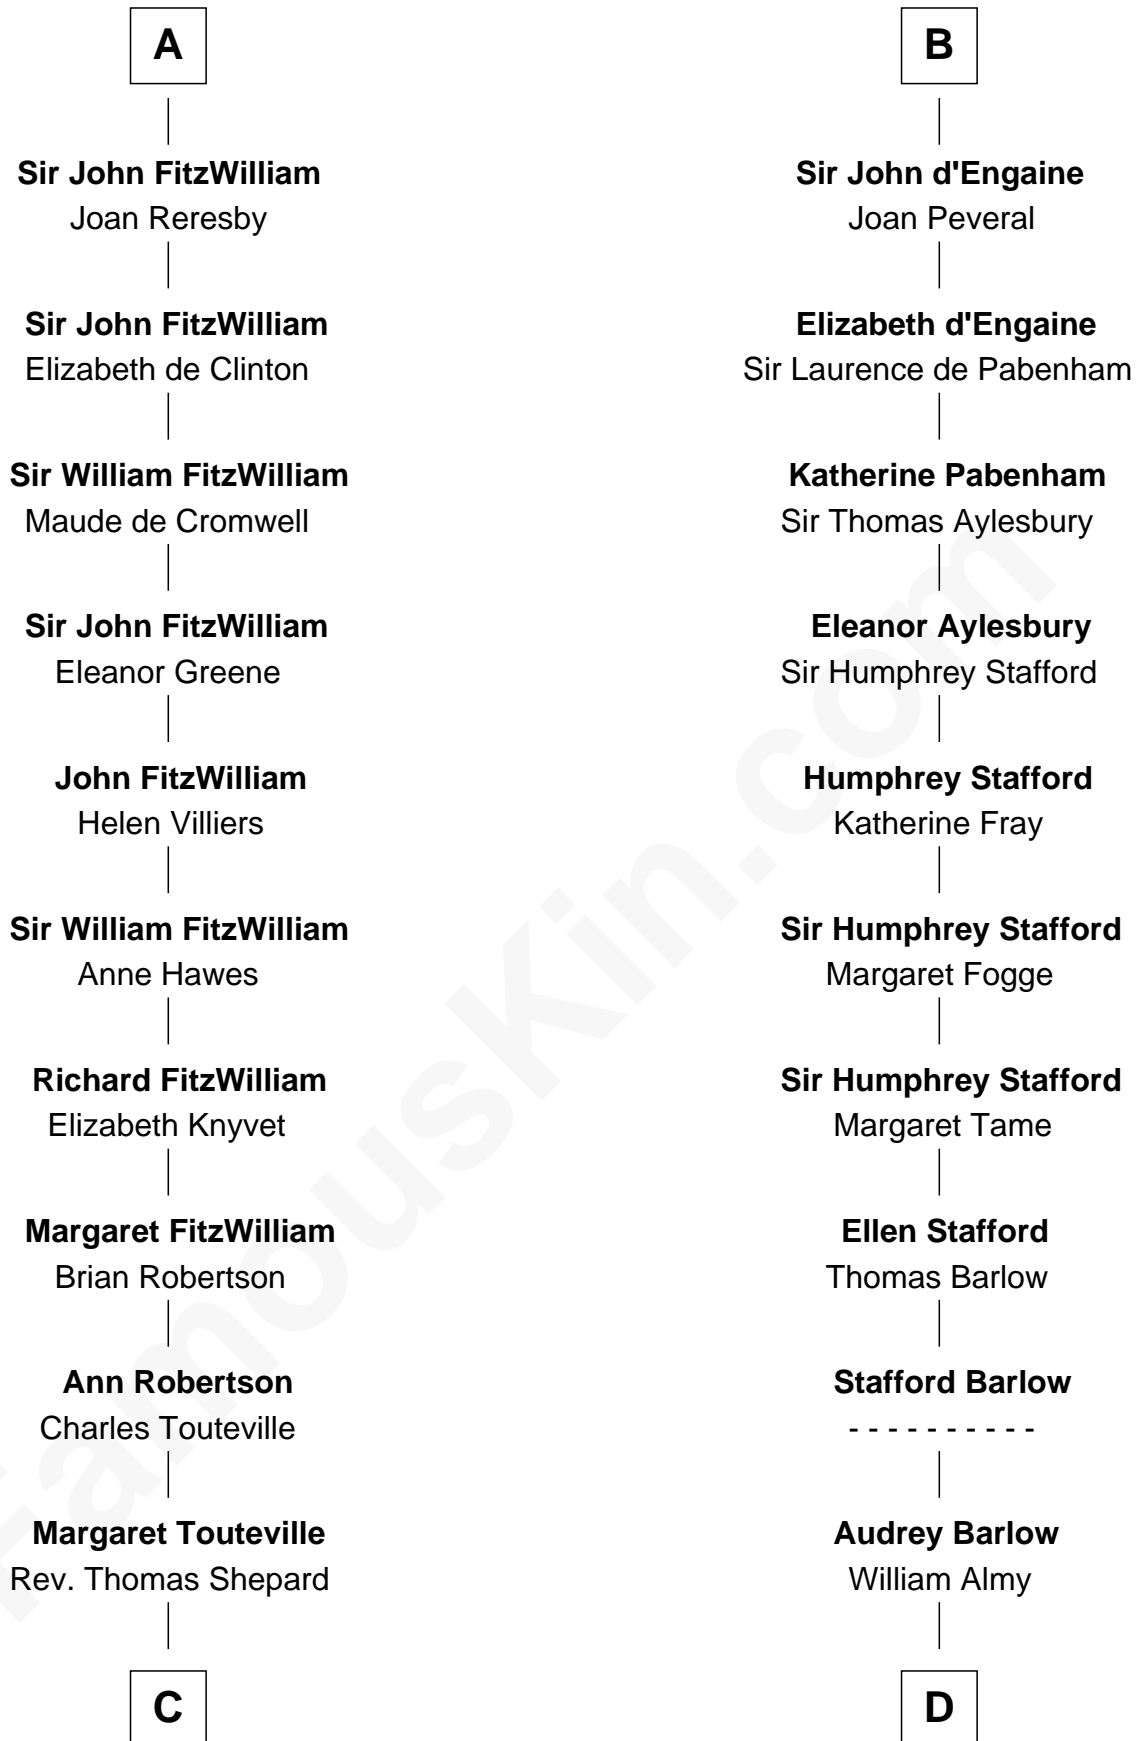 A
Sir John FitzWilliam
Joan Reresby
Sir John FitzWilliam
Elizabeth de Clinton
Sir William FitzWilliam
Maude de Cromwell
Sir John FitzWilliam
Eleanor Greene
John FitzWilliam
Helen Villiers
Sir William FitzWilliam
Anne Hawes
Richard FitzWilliam
Elizabeth Knyvet
Margaret FitzWilliam
Brian Robertson
Ann Robertson
Charles Touteville
Margaret Touteville
Rev. Thomas Shepard
C
B
Sir John d'Engaine
Joan Peveral
Elizabeth d'Engaine
Sir Laurence de Pabenham
Katherine Pabenham
Sir Thomas Aylesbury
Eleanor Aylesbury
Sir Humphrey Stafford
Humphrey Stafford
Katherine Fray
Sir Humphrey Stafford
Margaret Fogge
Sir Humphrey Stafford
Margaret Tame
Ellen Stafford
Thomas Barlow
Stafford Barlow
- - - - - - - - - -
Audrey Barlow
William Almy
D
FamousKin.com